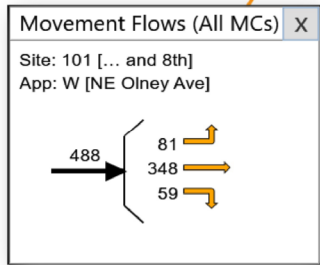 Movement Flows (All MCs) X
Site: 101 [... and 8th]
App: W [NE Olney Ave]
81
488
348
59